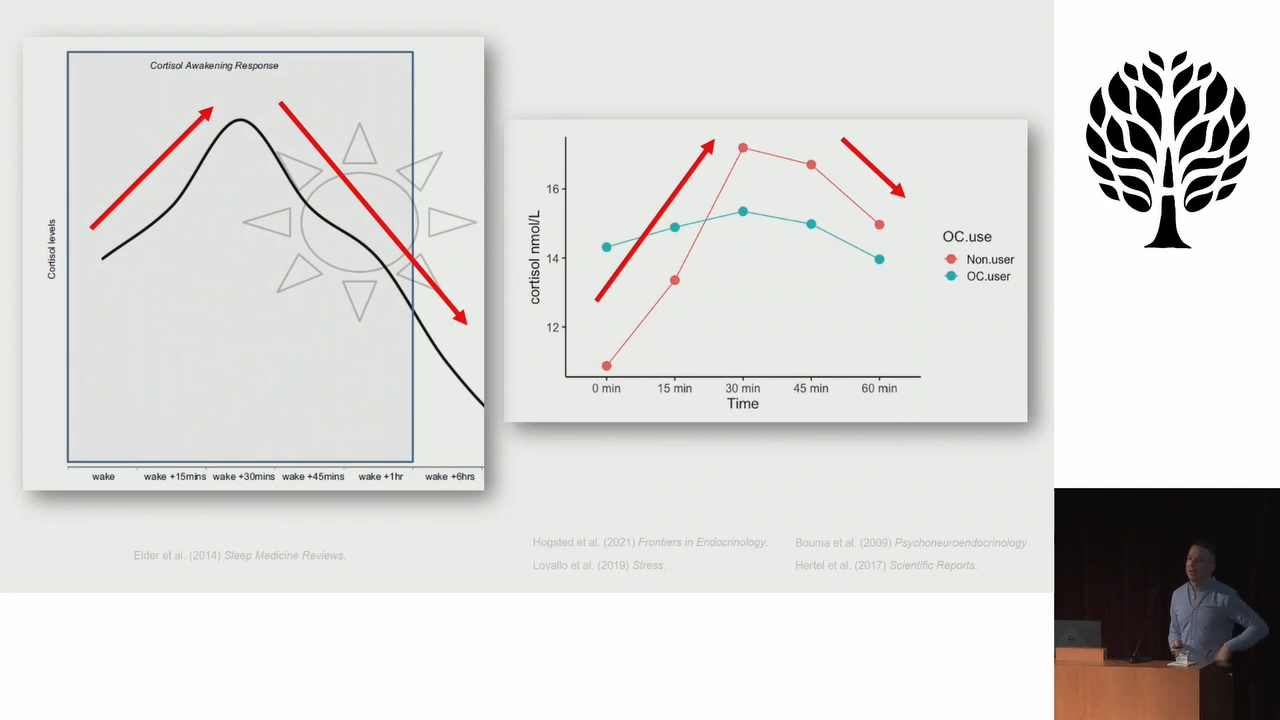 Cortisol Awakening Response
Cortisol levels
wake
wake +15mins
wake +30mins
wake +45mins
wake +1hr
wake +6hrs
16
14
12
cortisol nmol/L
0 min
15 min
30 min
45 min
60 min
Time
OC.use
Non.user
OC.user
Elder et al. (2014) Sleep Medicine Reviews.
Hogsted et al. (2021) Frontiers in Endocrinology.
Lovallo et al. (2019) Stress.
Bouma et al. (2009) Psychoneuroendocrinology
Hertel et al. (2017) Scientific Reports.